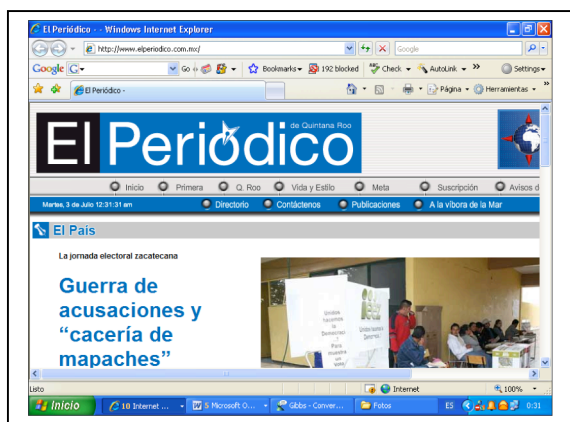 El Periódico - - Windows Internet Explorer
http://www.elperiodico.com.mx/
Google
Google G Go 192 blocked Bookmarks Check AutoLink Settings
El Periódico - Página Herramientas
El Periódico
de Quintana Roo
Inicio Primera Q. Roo Vida y Estilo Meta Suscripción Avisos d
Martes, 3 de Julio 12:31:31 am Directorio Contáctenos Publicaciones A la víbora de la Mar
El País
La jornada electoral zacatecana
Guerra de
acusaciones y
“cacería de
mapaches”
Listo Internet 100%
Inicio 10 Internet ... 5 Microsoft O... Gibbs - Conver... Fotos ES 0:31